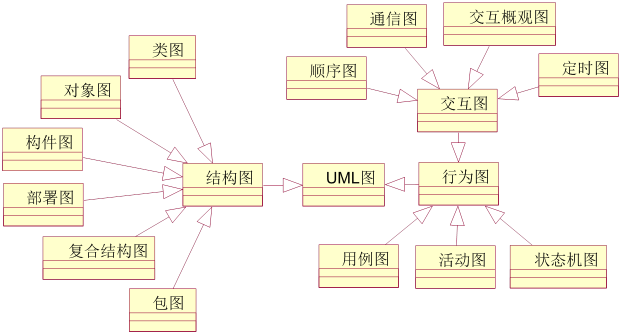 通信图
交互概观图
类图
顺序图
定时图
对象图
交互图
构件图
结构图
UML图
行为图
部署图
复合结构图
用例图
活动图
状态机图
包图